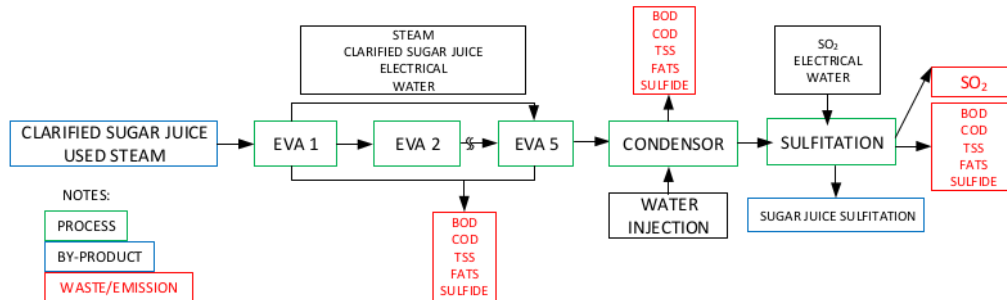 STEAM
CLARIFIED SUGAR JUICE
ELECTRICAL
WATER
BOD
COD
TSS
FATS
SULFIDE
SO₂
ELECTRICAL
WATER
SO₂
CLARIFIED SUGAR JUICE
USED STEAM
EVA 1
EVA 2
EVA 5
CONDENSOR
SULFITATION
BOD
COD
TSS
FATS
SULFIDE
NOTES:
PROCESS
BY-PRODUCT
WASTE/EMISSION
BOD
COD
TSS
FATS
SULFIDE
WATER
INJECTION
SUGAR JUICE SULFITATION